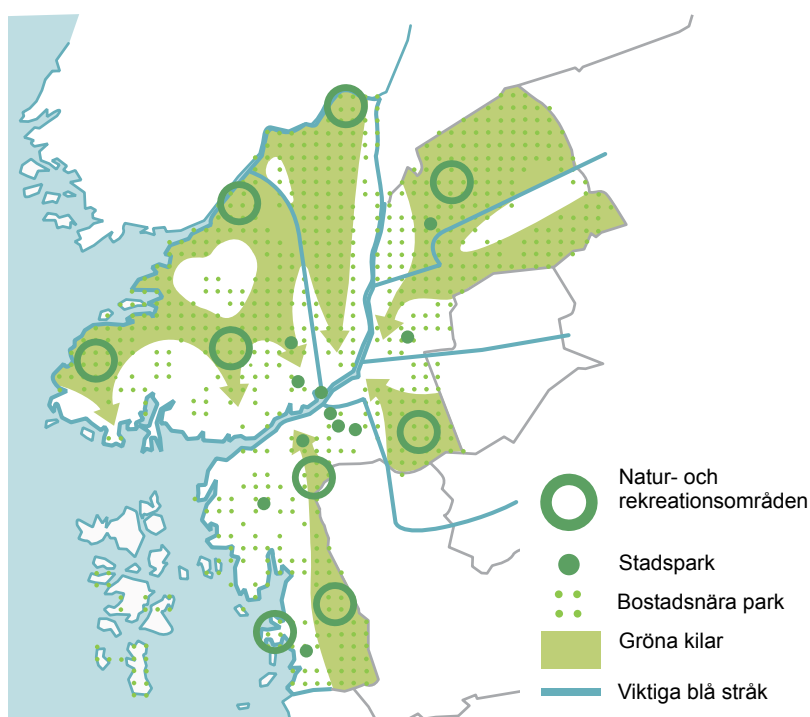 Natur- och
rekreationsområden
Stadspark
Bostadsnära park
Gröna kilar
Viktiga blå stråk